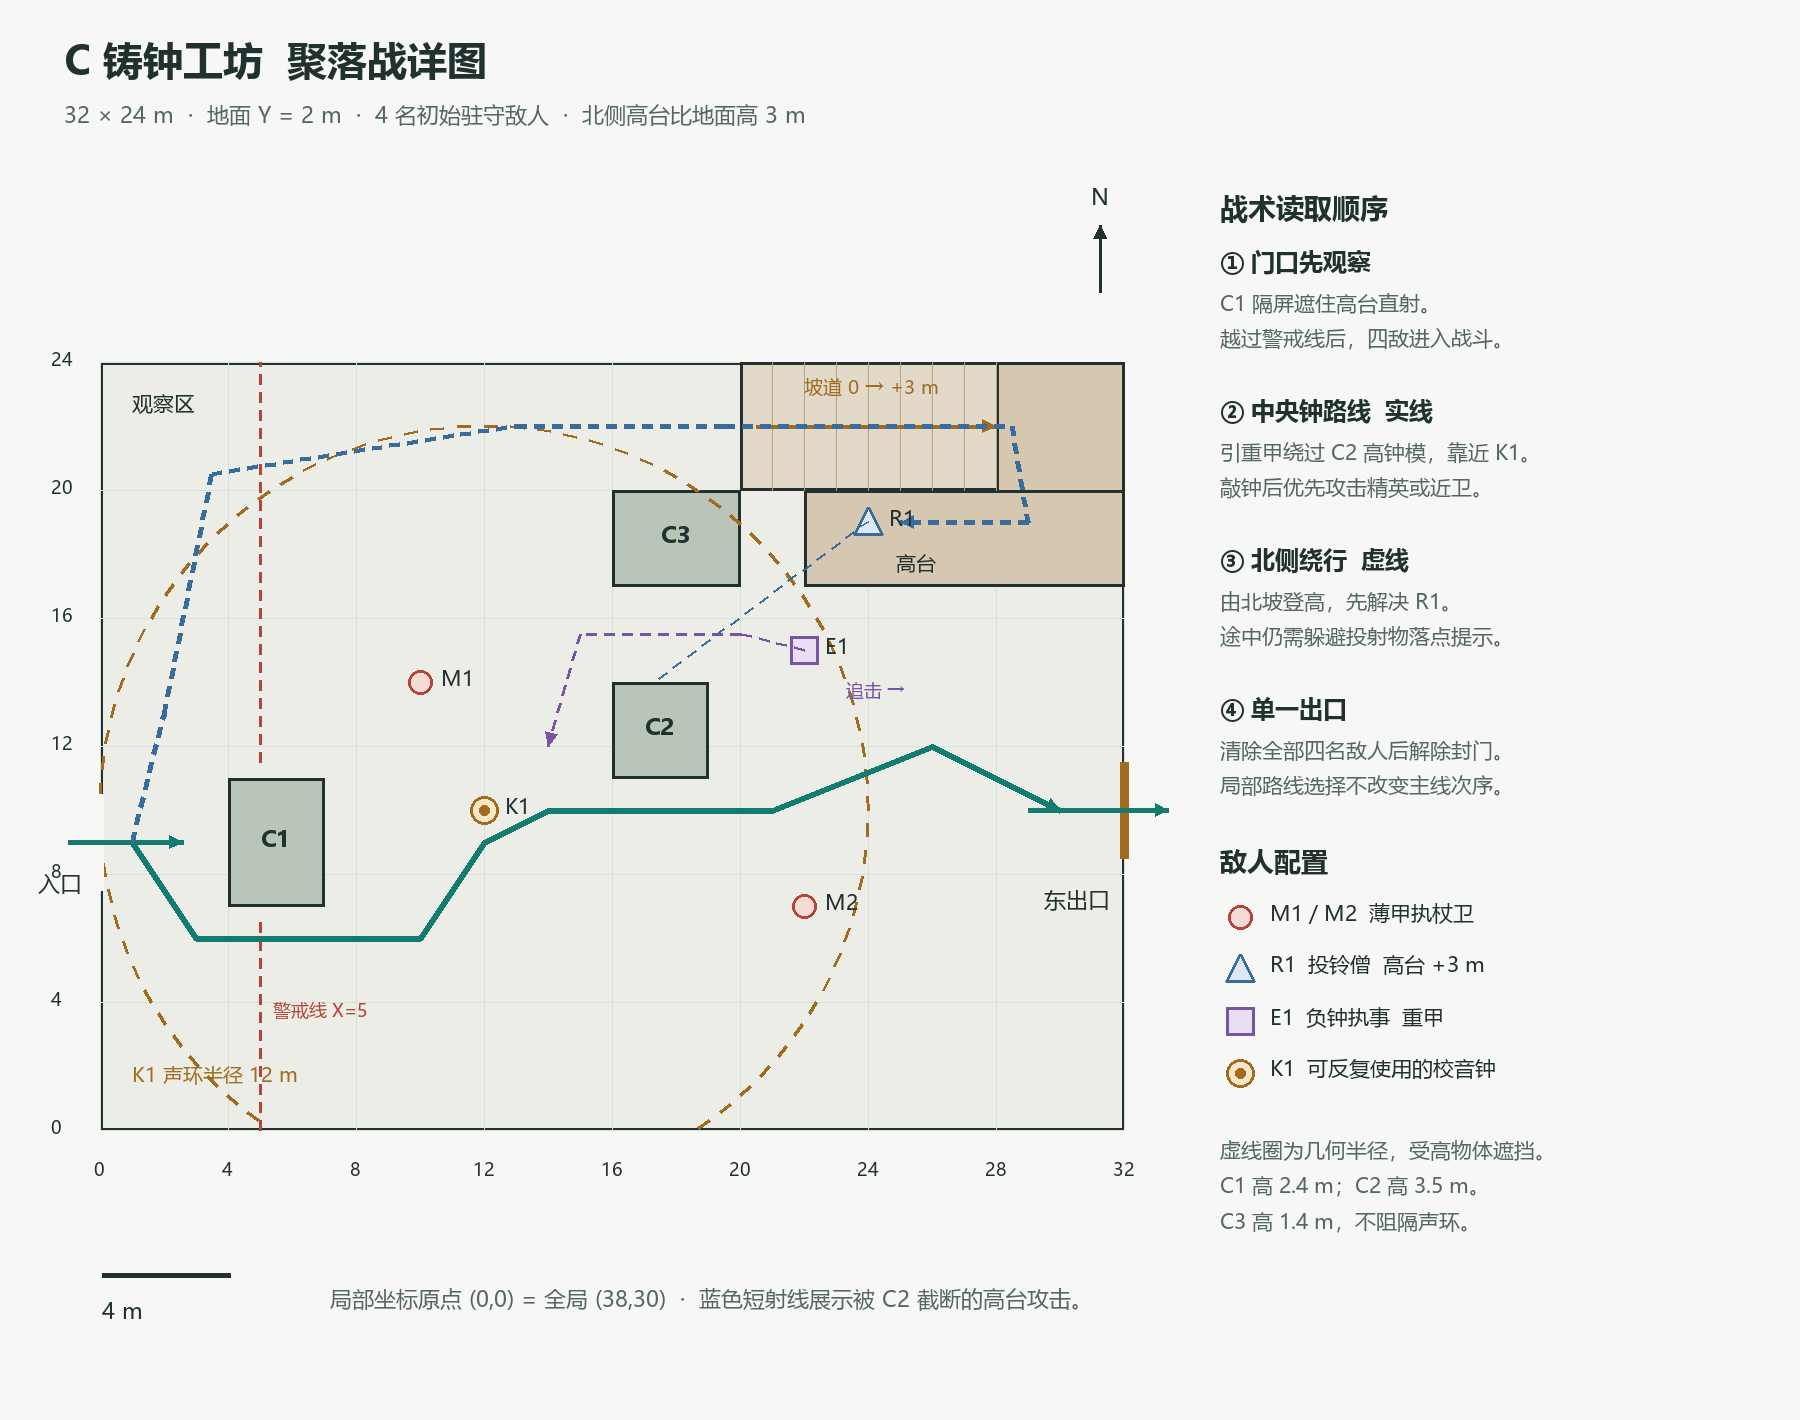 C 铸钟工坊 聚落战详图
32 × 24 m · 地面 Y = 2 m · 4 名初始驻守敌人 · 北侧高台比地面高 3 m
N
战术读取顺序
① 门口先观察
C1 隔屏遮住高台直射。
越过警戒线后，四敌进入战斗。
② 中央钟路线 实线
引重甲绕过 C2 高钟模，靠近 K1。
敲钟后优先攻击精英或近卫。
③ 北侧绕行 虚线
由北坡登高，先解决 R1。
途中仍需躲避投射物落点提示。
④ 单一出口
清除全部四名敌人后解除封门。
局部路线选择不改变主线次序。
敌人配置
M1 / M2 薄甲执杖卫
R1 投铃僧 高台 +3 m
E1 负钟执事 重甲
K1 可反复使用的校音钟
虚线圈为几何半径，受高物体遮挡。
C1 高 2.4 m；C2 高 3.5 m。
C3 高 1.4 m，不阻隔声环。
24
观察区
坡道 0 → +3 m
20
C3
R1
高台
16
M1
E1
追击 →
C2
12
K1
C1
8
入口
M2
东出口
4
警戒线 X=5
K1 声环半径 12 m
0
0 4 8 12 16 20 24 28 32
4 m
局部坐标原点 (0,0) = 全局 (38,30) · 蓝色短射线展示被 C2 截断的高台攻击。